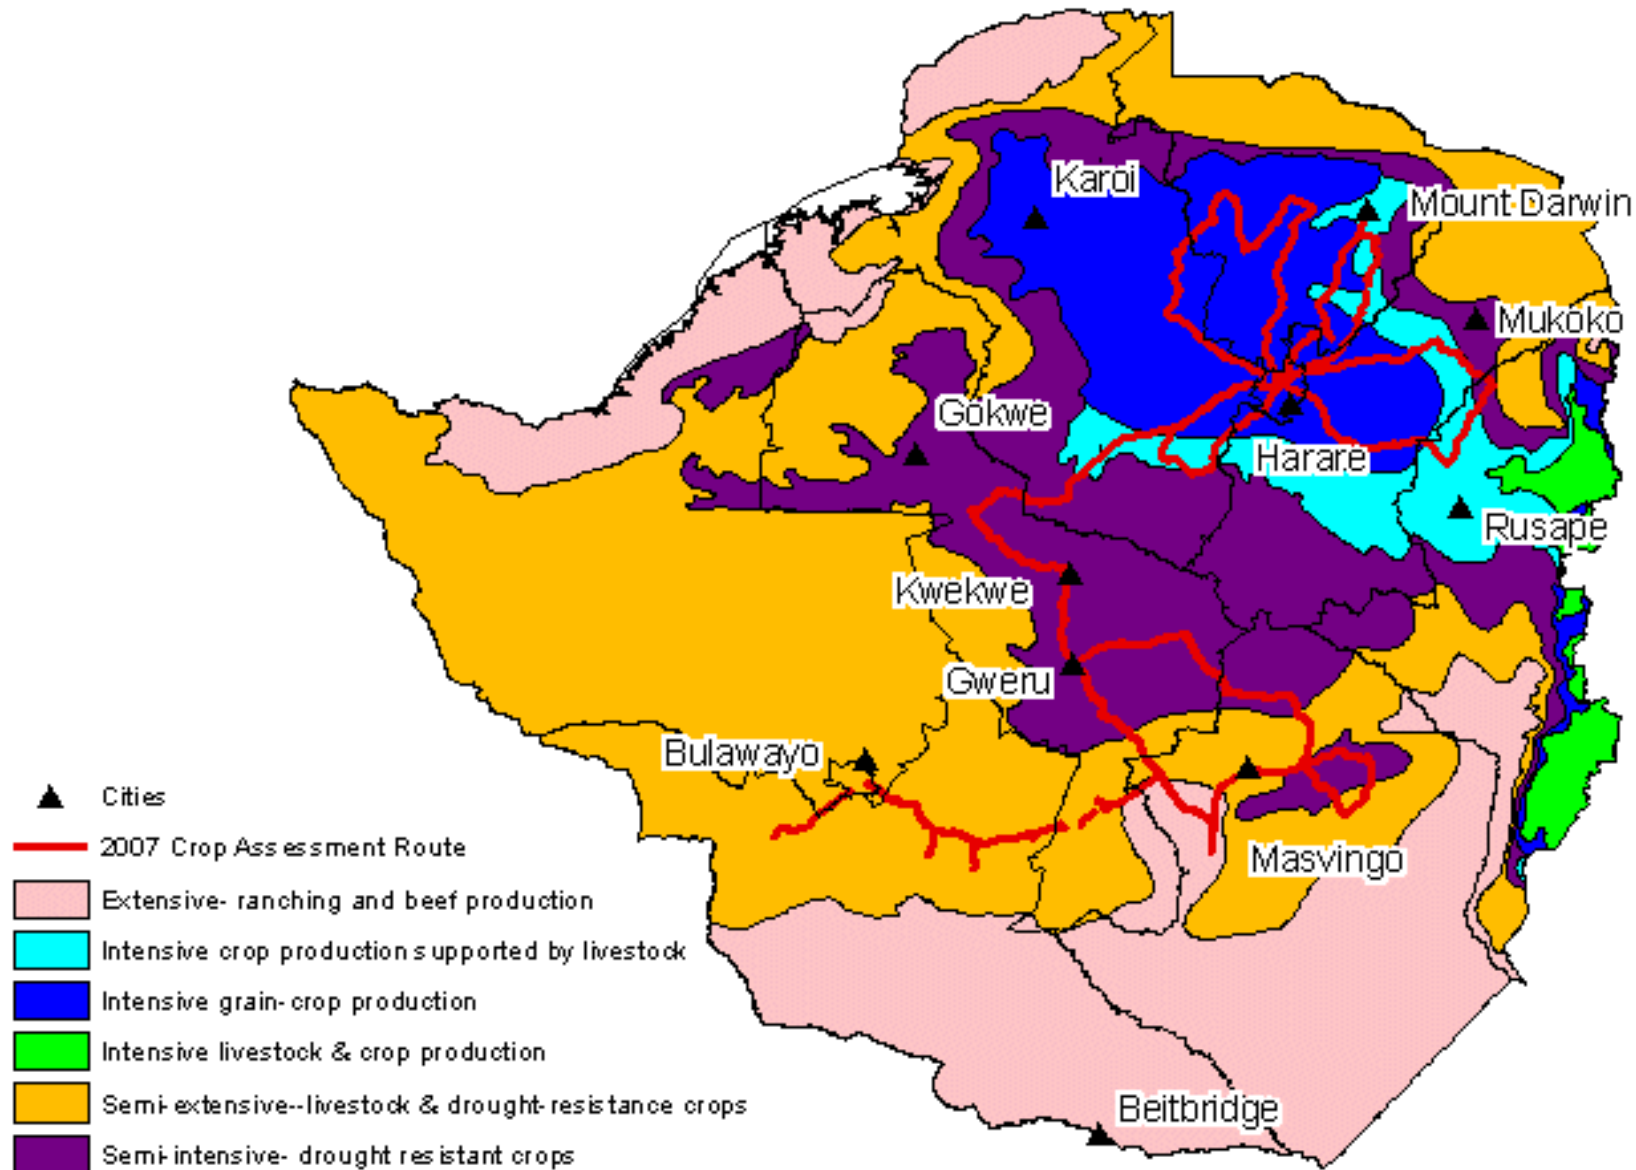 Karoi
Mount Darwin
Mukoko
Gokwe
Harare
Rusape
Kwekwe
Gweru
Bulawayo
Masvingo
Beitbridge
Cities
2007 Crop Assessment Route
Extensive- ranching and beef production
Intensive crop production supported by livestock
Intensive grain-crop production
Intensive livestock & crop production
Semi-extensive--livestock & drought-resistance crops
Semi-intensive- drought resistant crops